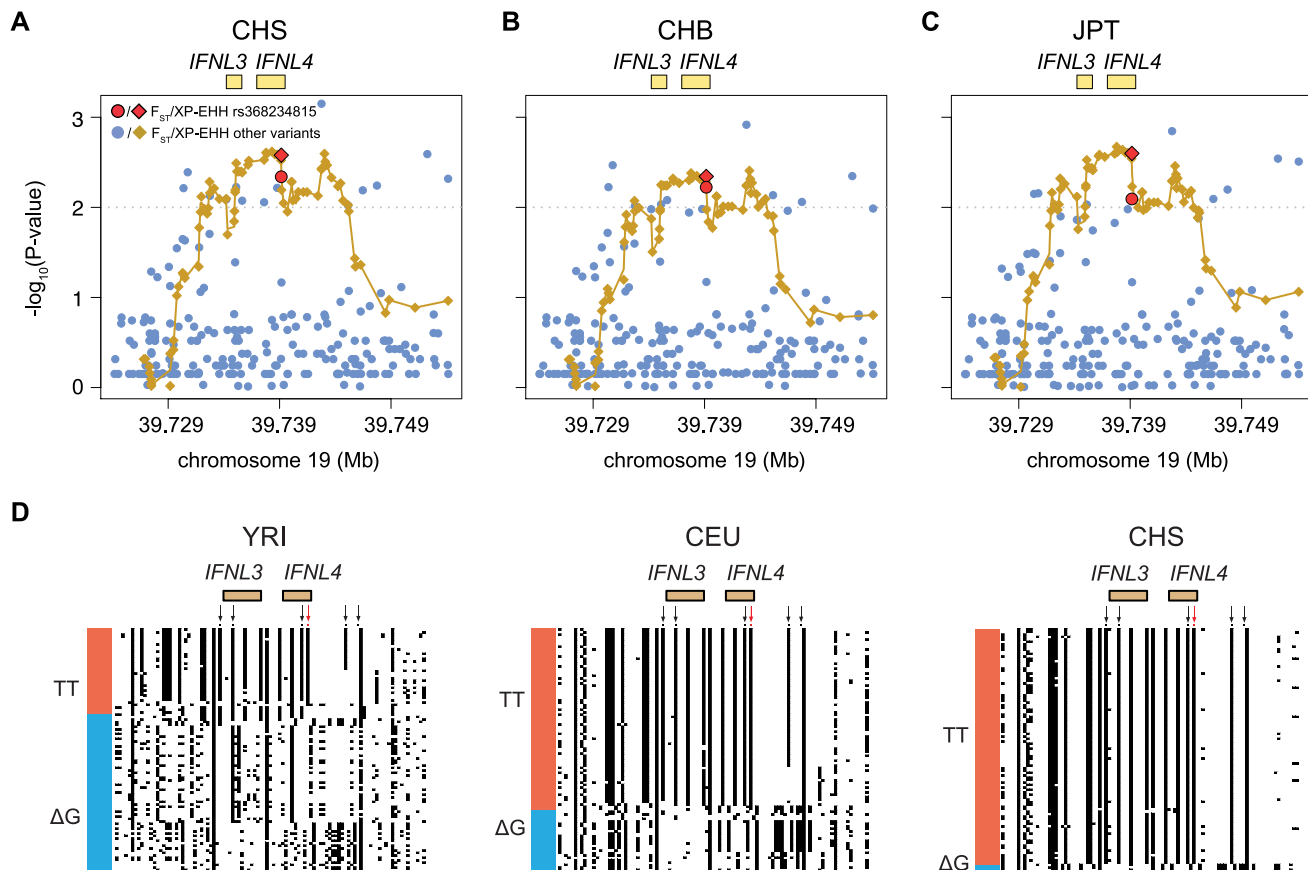 A
B
C
CHS
CHB
JPT
IFNL3 IFNL4
IFNL3 IFNL4
IFNL3 IFNL4
/ FST/XP-EHH rs368234815
/ FST/XP-EHH other variants
-log10(P-value)
3
2
1
0
39.729 39.739 39.749
39.729 39.739 39.749
39.729 39.739 39.749
chromosome 19 (Mb)
chromosome 19 (Mb)
chromosome 19 (Mb)
D
YRI
CEU
CHS
IFNL3 IFNL4
IFNL3 IFNL4
IFNL3 IFNL4
TT
ΔG
TT
ΔG
TT
ΔG